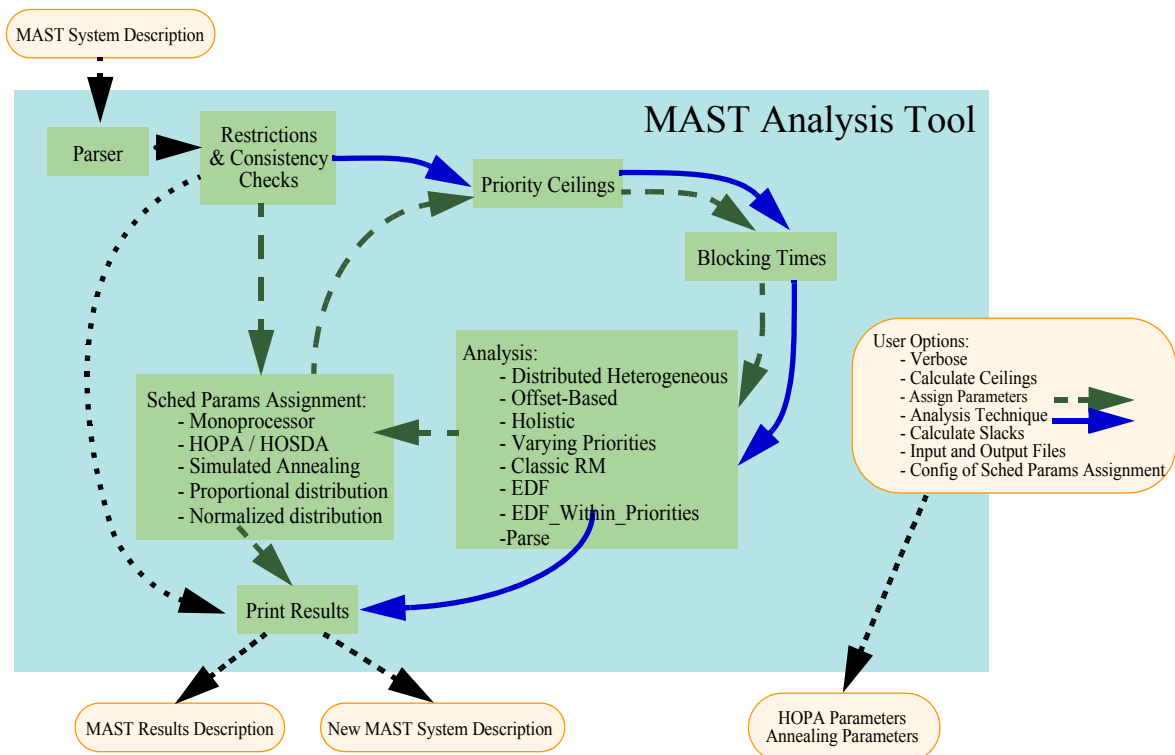 MAST System Description
MAST Analysis Tool
Parser
Restrictions
& Consistency
Checks
Priority Ceilings
Blocking Times
Sched Params Assignment:
- Monoprocessor
- HOPA / HOSDA
- Simulated Annealing
- Proportional distribution
- Normalized distribution
Analysis:
- Distributed Heterogeneous
- Offset-Based
- Holistic
- Varying Priorities
- Classic RM
- EDF
- EDF_Within_Priorities
-Parse
User Options:
- Verbose
- Calculate Ceilings
- Assign Parameters
- Analysis Technique
- Calculate Slacks
- Input and Output Files
- Config of Sched Params Assignment
Print Results
MAST Results Description
New MAST System Description
HOPA Parameters
Annealing Parameters